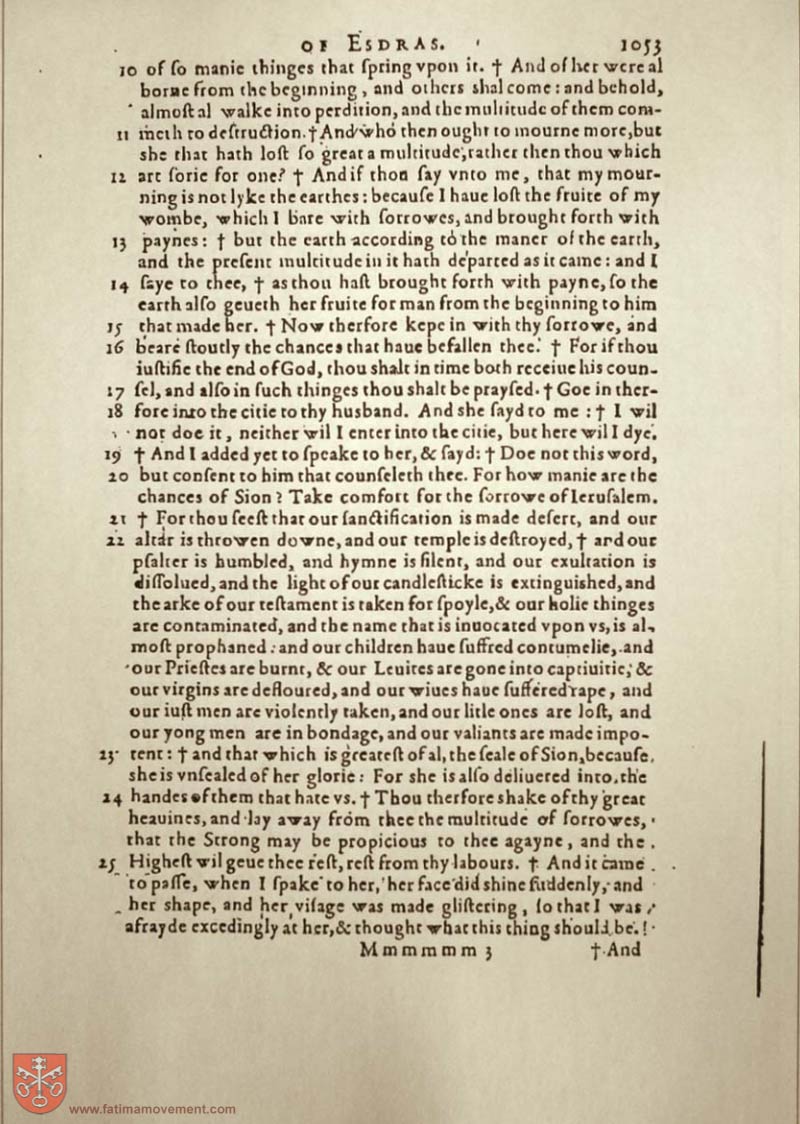 OF ESDRAS. 1053
10 of ſo manie thinges that ſpring vpon it. † And of her were al
borne from the beginning, and others shal come: and behold,
almoſt al walke into perdition, and the multitude of them com-
11 meth to deſtruction. † And who then ought to mourne more, but
she that hath loſt ſo great a multitude, rather then thou which
12 art ſorie for one? † And if thou ſay vnto me, that my mour-
ning is not lyke the earthes: becauſe I haue loſt the fruite of my
wombe, which I bare with ſorrowes, and brought forth with
13 paynes: † but the earth according to the maner of the earth,
and the preſent multitude in it hath departed as it came: and I
14 ſaye to thee, † as thou haſt brought forth with payne, ſo the
earth alſo geueth her fruite for man from the beginning to him
15 that made her. † Now therfore kepe in with thy ſorrowe, and
16 beare ſtoutly the chances that haue befallen thee. † For if thou
iuſtifie the end of God, thou shalt in time both receiue his coun-
17 ſel, and alſo in ſuch thinges thou shalt be prayſed. † Goe in ther-
18 fore into the citie to thy husband. And she ſayd to me: † I wil
not doe it, neither wil I enter into the citie, but here wil I dye.
19 † And I added yet to ſpeake to her, & ſayd: † Doe not this word,
20 but conſent to him that counſeleth thee. For how manie are the
chances of Sion? Take comfort for the ſorrowe of Ieruſalem.
21 † For thou ſeeſt that our ſanctification is made deſert, and our
22 altar is throwen downe, and our temple is deſtroyed, † and our
pſalter is humbled, and hymne is ſilent, and our exultation is
diſſolued, and the light of our candleſticke is extinguished, and
the arke of our teſtament is taken for ſpoyle, & our holie thinges
are contaminated, and the name that is inuocated vpon vs, is al-
moſt prophaned: and our children haue ſuffred contumelie, and
our Prieſtes are burnt, & our Leuites are gone into captiuitie, &
our virgins are defloured, and our wiues haue ſuffered rape, and
our iuſt men are violently taken, and our litle ones are loſt, and
our yong men are in bondage, and our valiants are made impo-
23 tent: † and that which is greateſt of al, the ſeale of Sion, becauſe
she is vnſealed of her glorie: For she is alſo deliuered into the
24 handes of them that hate vs. † Thou therfore shake of thy great
heauines, and lay away from thee the multitude of ſorrowes,
that the Strong may be propicious to thee agayne, and the
25 Higheſt wil geue thee reſt, reſt from thy labours. † And it came
to paſſe, when I ſpake to her, her face did shine ſuddenly, and
her shape, and her viſage was made gliſtering, ſo that I was
afrayde excedingly at her, & thought what this thing should be.
Mmmmmm 3 † And
www.fatimamovement.com